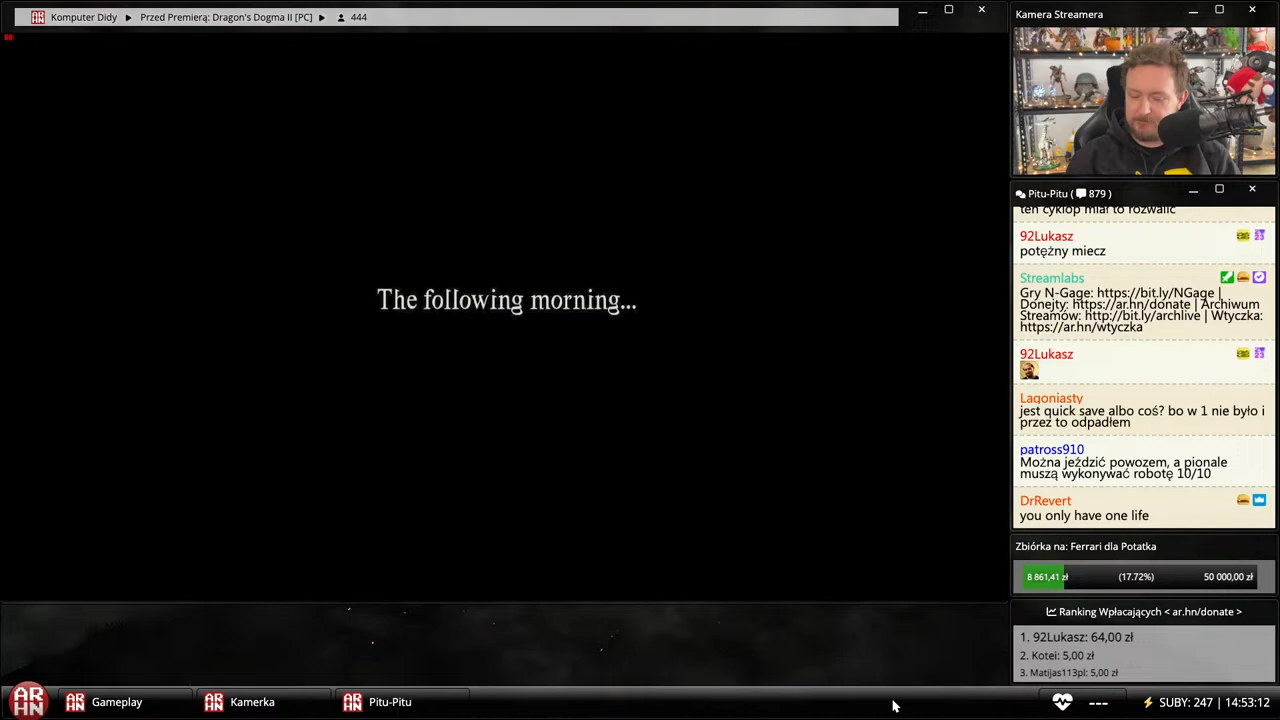 Komputer Didy ▶ Przed Premierą: Dragon's Dogma II [PC] ▶ 444
The following morning...
Kamera Streamera
Pitu-Pitu ( 879 )
ten cyklop miał to rozwalić
92Lukasz
potężny miecz
Streamlabs
Gry N-Gage: https://bit.ly/NGage |
Donejty: https://ar.hn/donate | Archiwum
Streamów: http://bit.ly/archlive | Wtyczka:
https://ar.hn/wtyczka
92Lukasz
Lagoniasty
jest quick save albo coś? bo w 1 nie było i
przez to odpadłem
patross910
Można jeździć powozem, a pionale
muszą wykonywać robotę 10/10
DrRevert
you only have one life
Zbiórka na: Ferrari dla Potatka
8 861,41 zł (17.72%) 50 000,00 zł
Ranking Wpłacających < ar.hn/donate >
1. 92Lukasz: 64,00 zł
2. Kotei: 5,00 zł
3. Matijas113pl: 5,00 zł
ARHN Gameplay ARHN Kamerka ARHN Pitu-Pitu --- SUBY: 247 | 14:53:12